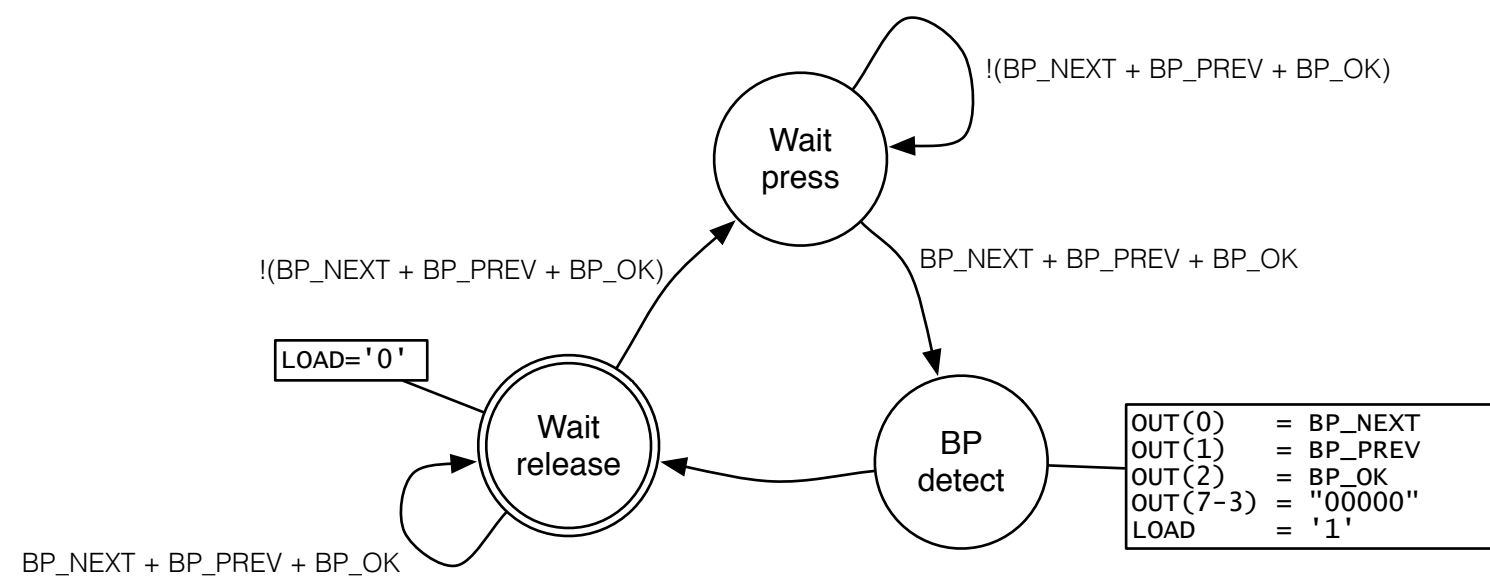 !(BP_NEXT + BP_PREV + BP_OK)
Wait
press
!(BP_NEXT + BP_PREV + BP_OK)
BP_NEXT + BP_PREV + BP_OK
LOAD='0'
Wait
release
BP
detect
OUT(0) = BP_NEXT
OUT(1) = BP_PREV
OUT(2) = BP_OK
OUT(7-3) = "00000"
LOAD = '1'
BP_NEXT + BP_PREV + BP_OK